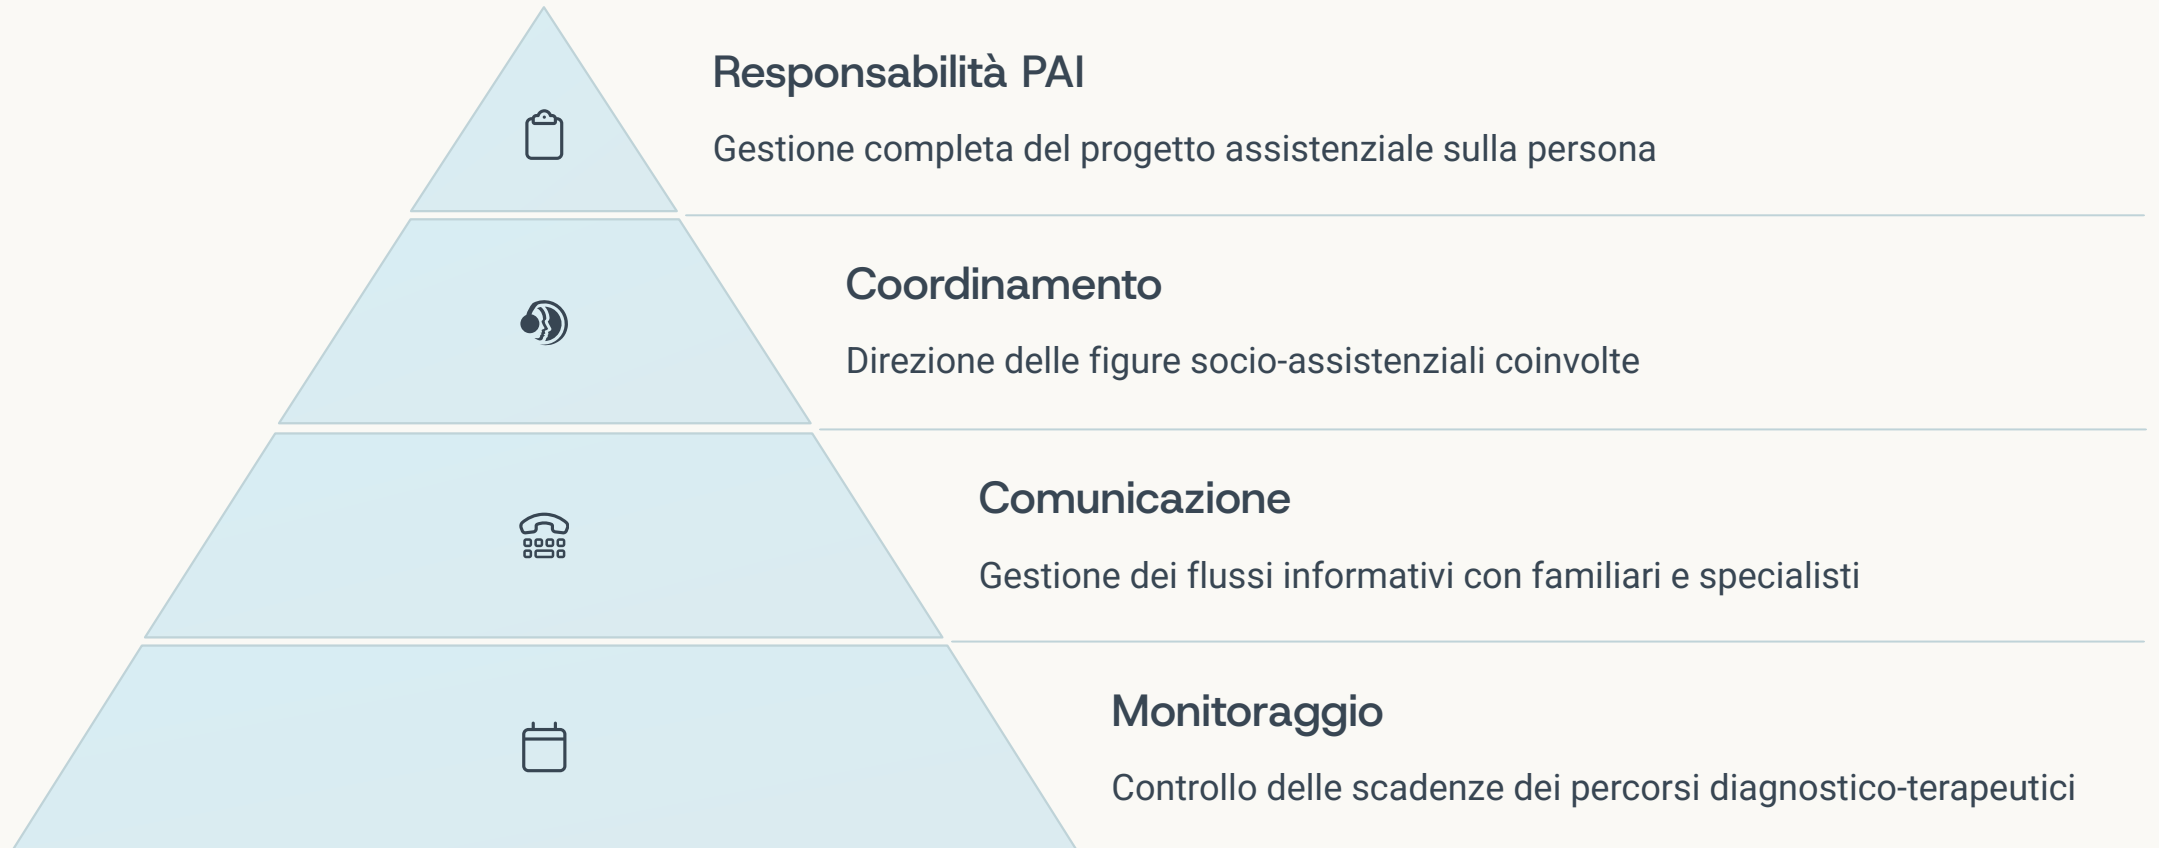 Responsabilità PAI
Gestione completa del progetto assistenziale sulla persona
Coordinamento
Direzione delle figure socio-assistenziali coinvolte
Comunicazione
Gestione dei flussi informativi con familiari e specialisti
Monitoraggio
Controllo delle scadenze dei percorsi diagnostico-terapeutici